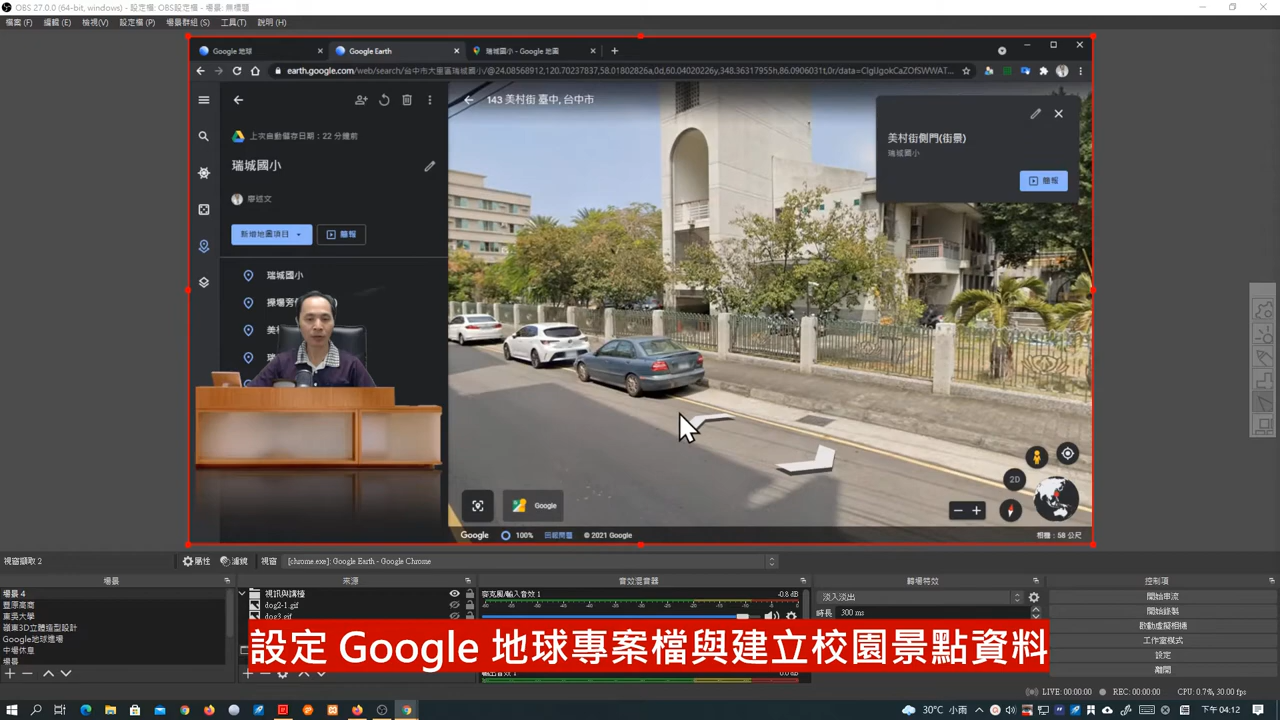 OBS 27.0.0 (64-bit, windows) - 設定檔: OBS設定檔 - 場景: 無標題
檔案 (F) 編輯 (E) 檢視(V) 設定檔 (P) 場景群組 (S) 工具(T) 說明 (H)
Google 地球
Google Earth
瑞城國小 - Google 地圖
earth.google.com/web/search/台中市大里區瑞城國小/@24.08568912,120.70237837,58.01802826a,0d,60.04020226y,348.36317955h,86.0906031t,0r/data=CigIgokCaZOfSWWAT...
143 美村街 臺中, 台中市
上次自動儲存日期：22 分鐘前
瑞城國小
廖述文
新增地圖項目
簡報
瑞城國小
操場旁
美
瑞
美村街側門(街景)
瑞城國小
簡報
2D
Google
Google
100%
回報問題
© 2021 Google
相機：58 公尺
視窗擷取 2
屬性
濾鏡
視窗
[chrome.exe]: Google Earth - Google Chrome
場景
來源
音效混音器
轉場特效
控制項
場景 4
豐原高商
東吳大學
嶺東3D立體模型設計
Google地球進場
中場休息
場景
視訊與講檯
dog2-1.gif
dog3.gif
麥克風/輸入音效 1
-0.8 dB
0.0 dB
淡入淡出
時長
300 ms
開始串流
開始錄製
啟動虛擬相機
工作室模式
設定
離開
設定 Google 地球專案檔與建立校園景點資料
LIVE: 00:00:00
REC: 00:00:00
CPU: 0.7%, 30.00 fps
30°C 小雨
下午 04:12